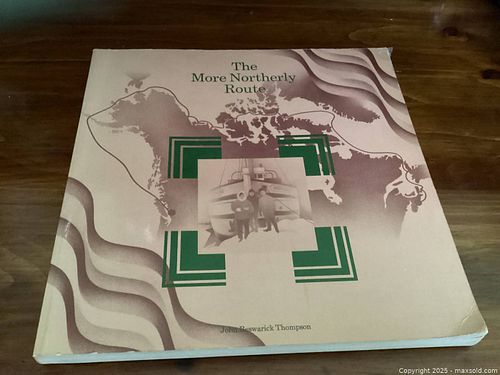 The
More Northerly
Route
John Beswarick Thompson
Copyright 2025 - maxsold.com